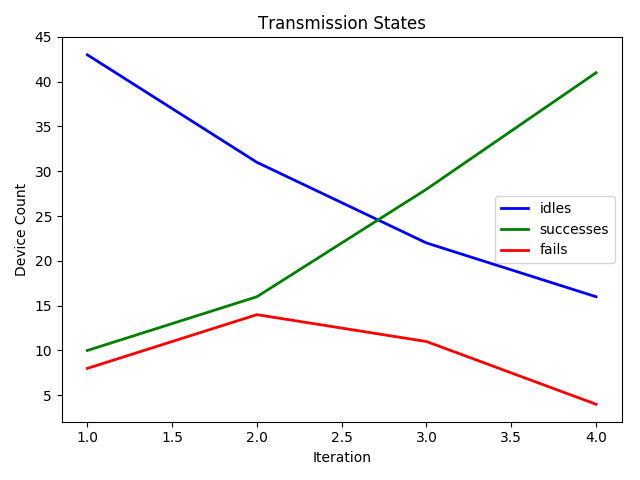 Transmission States
Device Count
45
40
35
30
25
20
15
10
5
idles
successes
fails
1.0 1.5 2.0 2.5 3.0 3.5 4.0
Iteration